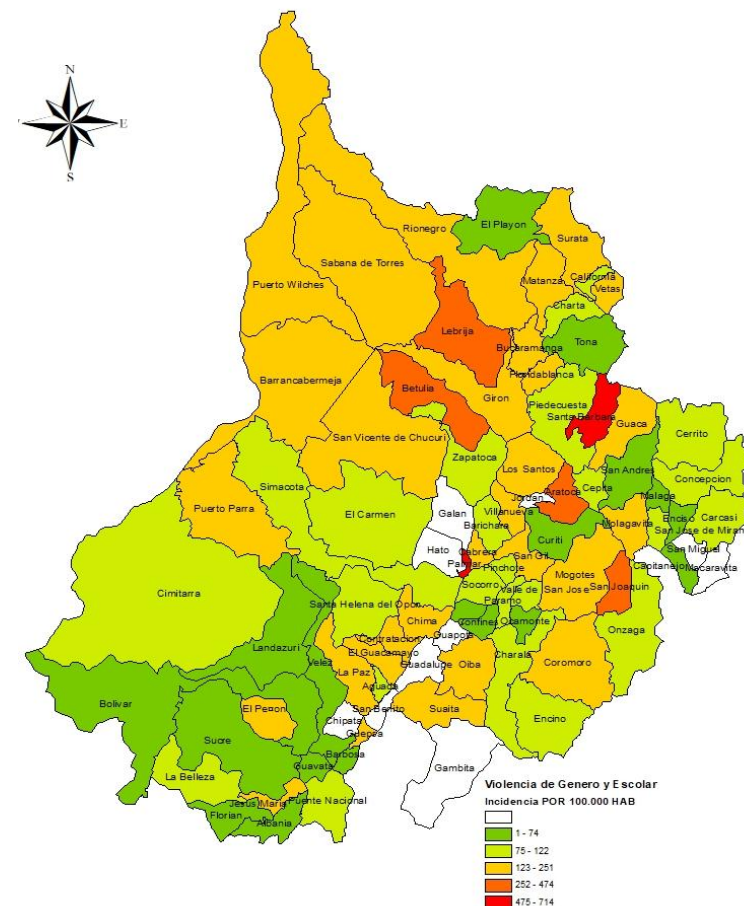 N
E
S
El Playon
Rionegro
Surata
Sabana de Torres
California
Matanza
Vetas
Puerto Wilches
Charta
Lebrija
Tona
Bucaramanga
Floridablanca
Barrancabermeja
Betulia
Giron
Piedecuesta
Santa Barbara
Guaca
San Vicente de Chucuri
Cerrito
Zapatoca
Los Santos
San Andres
Simacota
Aratoca
Cepita
Concepcion
Jordan
Malaga
Puerto Parra
El Carmen
Galan
Villanueva
Enciso
Carcasi
Barichara
Molagavita
San Jose de Miran
Curiti
Hato
Cabrera
San Gil
San Miguel
Palmar
Pinchote
Capitanejo
Macaravita
Mogotes
Cimitarra
Socorro
Valle de San Jose
San Joaquin
Paramo
Santa Helena del Opon
Chima
Confines
Ocamonte
Onzaga
Guapota
Contratacion
Landazuri
El Guacamayo
Charala
Velez
Guadalupe
Oiba
Coromoro
La Paz
Aguada
Bolivar
El Penon
San Benito
Suaita
Encino
Chipata
Guepsa
Sucre
Barbosa
Guavata
Gambita
La Belleza
Jesus Maria
Puente Nacional
Florian
Albania
Violencia de Genero y Escolar
Incidencia POR 100.000 HAB
1 - 74
75 - 122
123 - 251
252 - 474
475 - 714